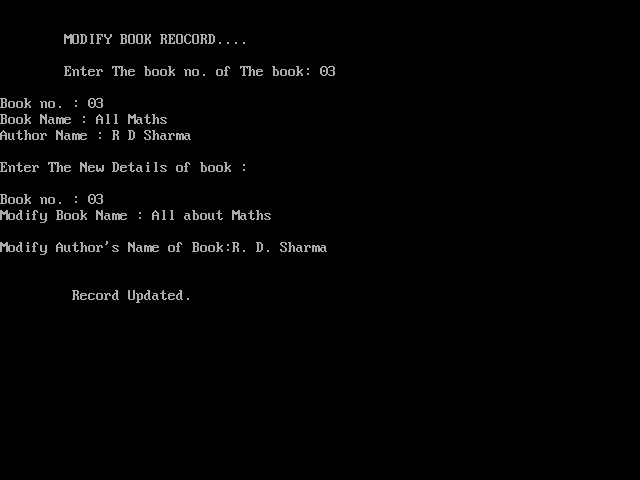 MODIFY BOOK REOCORD....
Enter The book no. of The book: 03
Book no. : 03
Book Name : All Maths
Author Name : R D Sharma
Enter The New Details of book :
Book no. : 03
Modify Book Name : All about Maths
Modify Author's Name of Book:R. D. Sharma
Record Updated.